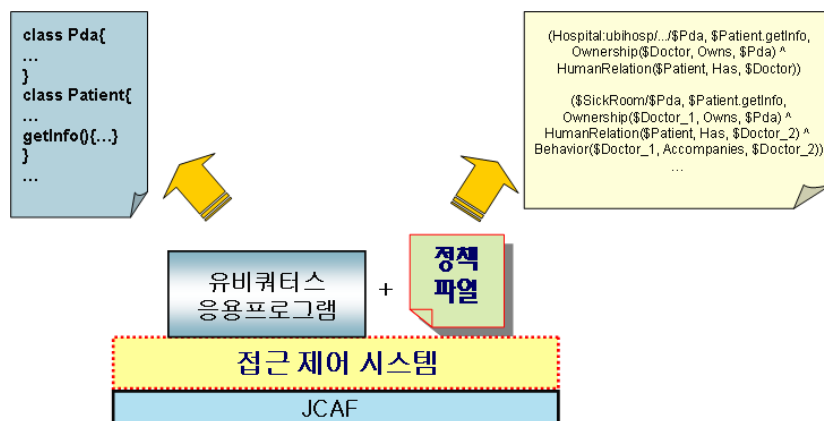 class Pda{
...
}
class Patient{
...
getInfo(){...}
}
...
(Hospital:ubihosp/.../$Pda, $Patient.getInfo,
Ownership($Doctor, Owns, $Pda) ^
HumanRelation($Patient, Has, $Doctor))
($SickRoom/$Pda, $Patient.getInfo,
Ownership($Doctor_1, Owns, $Pda) ^
HumanRelation($Patient, Has, $Doctor_2) ^
Behavior($Doctor_1, Accompanies, $Doctor_2))
...
유비쿼터스
응용프로그램
+
정책
파일
접근 제어 시스템
JCAF